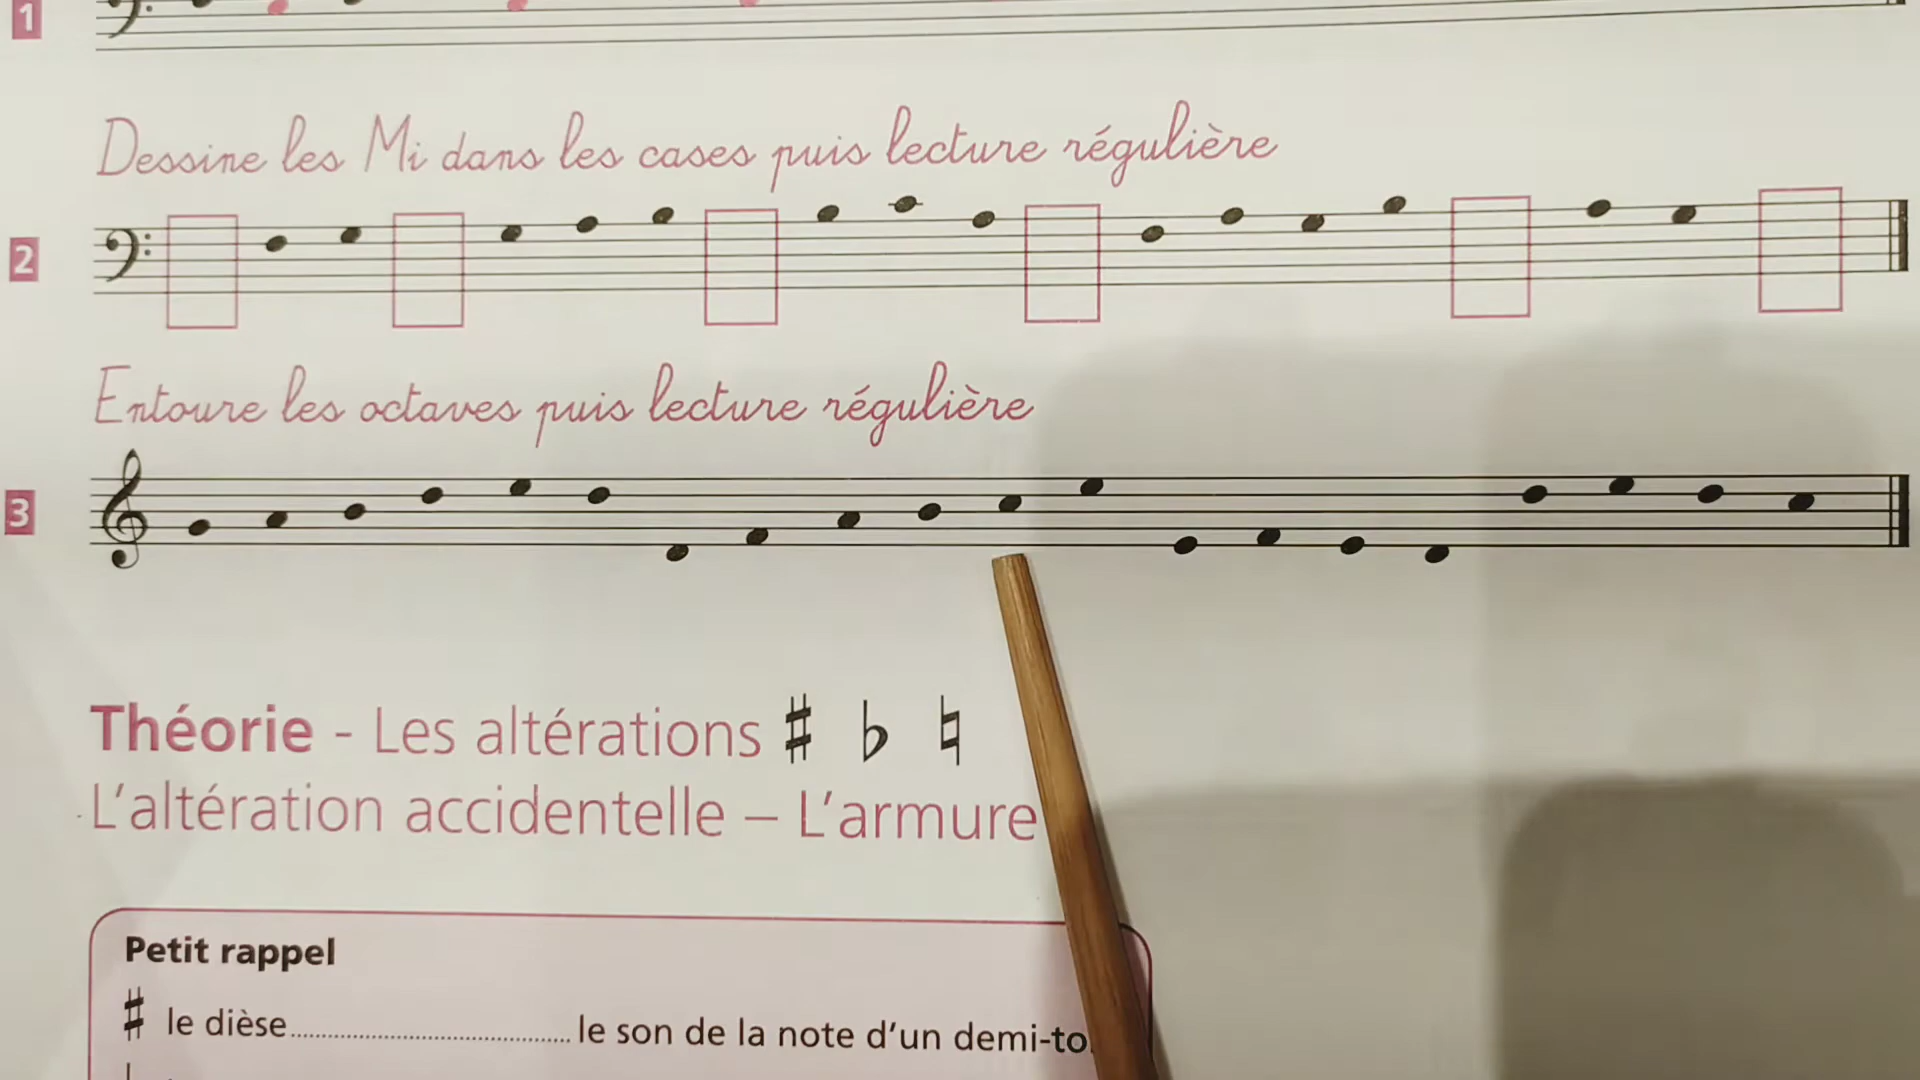 1
Dessine les Mi dans les cases puis lecture régulière
2
Entoure les octaves puis lecture régulière
3
Théorie - Les altérations ♯ ♭ ♮
L'altération accidentelle – L'armure
Petit rappel
♯ le dièse.......................................... le son de la note d'un demi-to